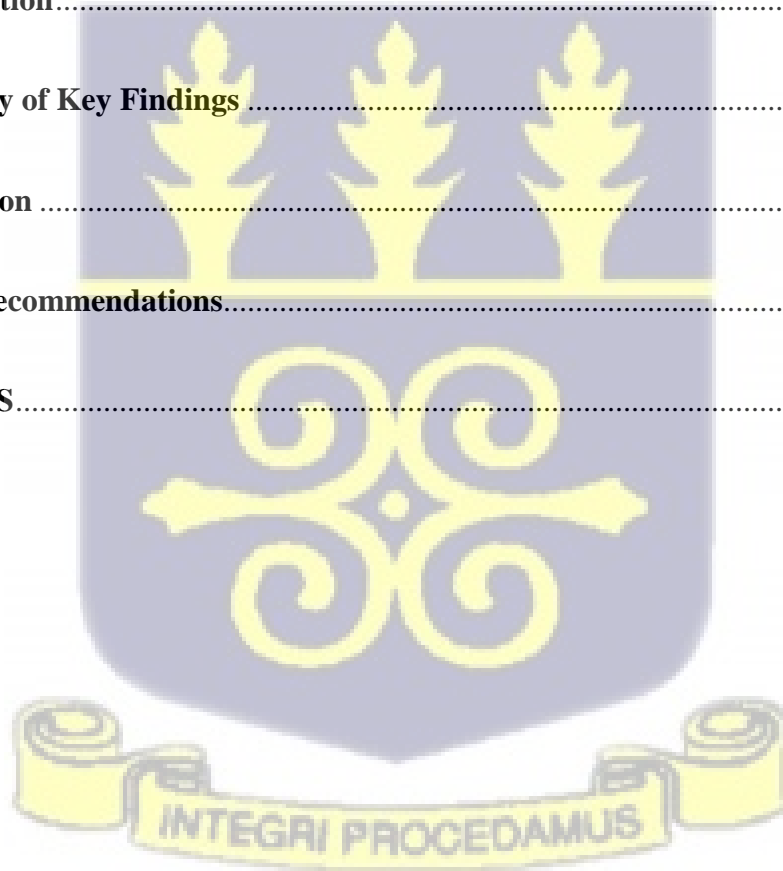 tion................................................................
y of Key Findings ................................................................
on ................................................................
ecommendations................................................................
S................................................................
INTEGRI PROCEDAMUS